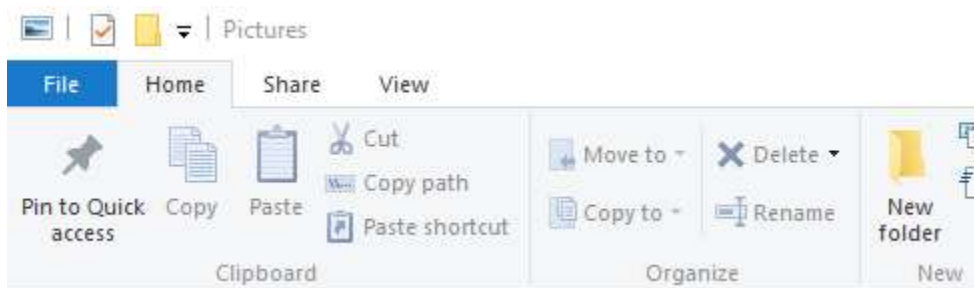 Pictures
File Home Share View
Pin to Quick access
Copy
Paste
Cut
Copy path
Paste shortcut
Clipboard
Move to
Copy to
Delete
Rename
Organize
New folder
New